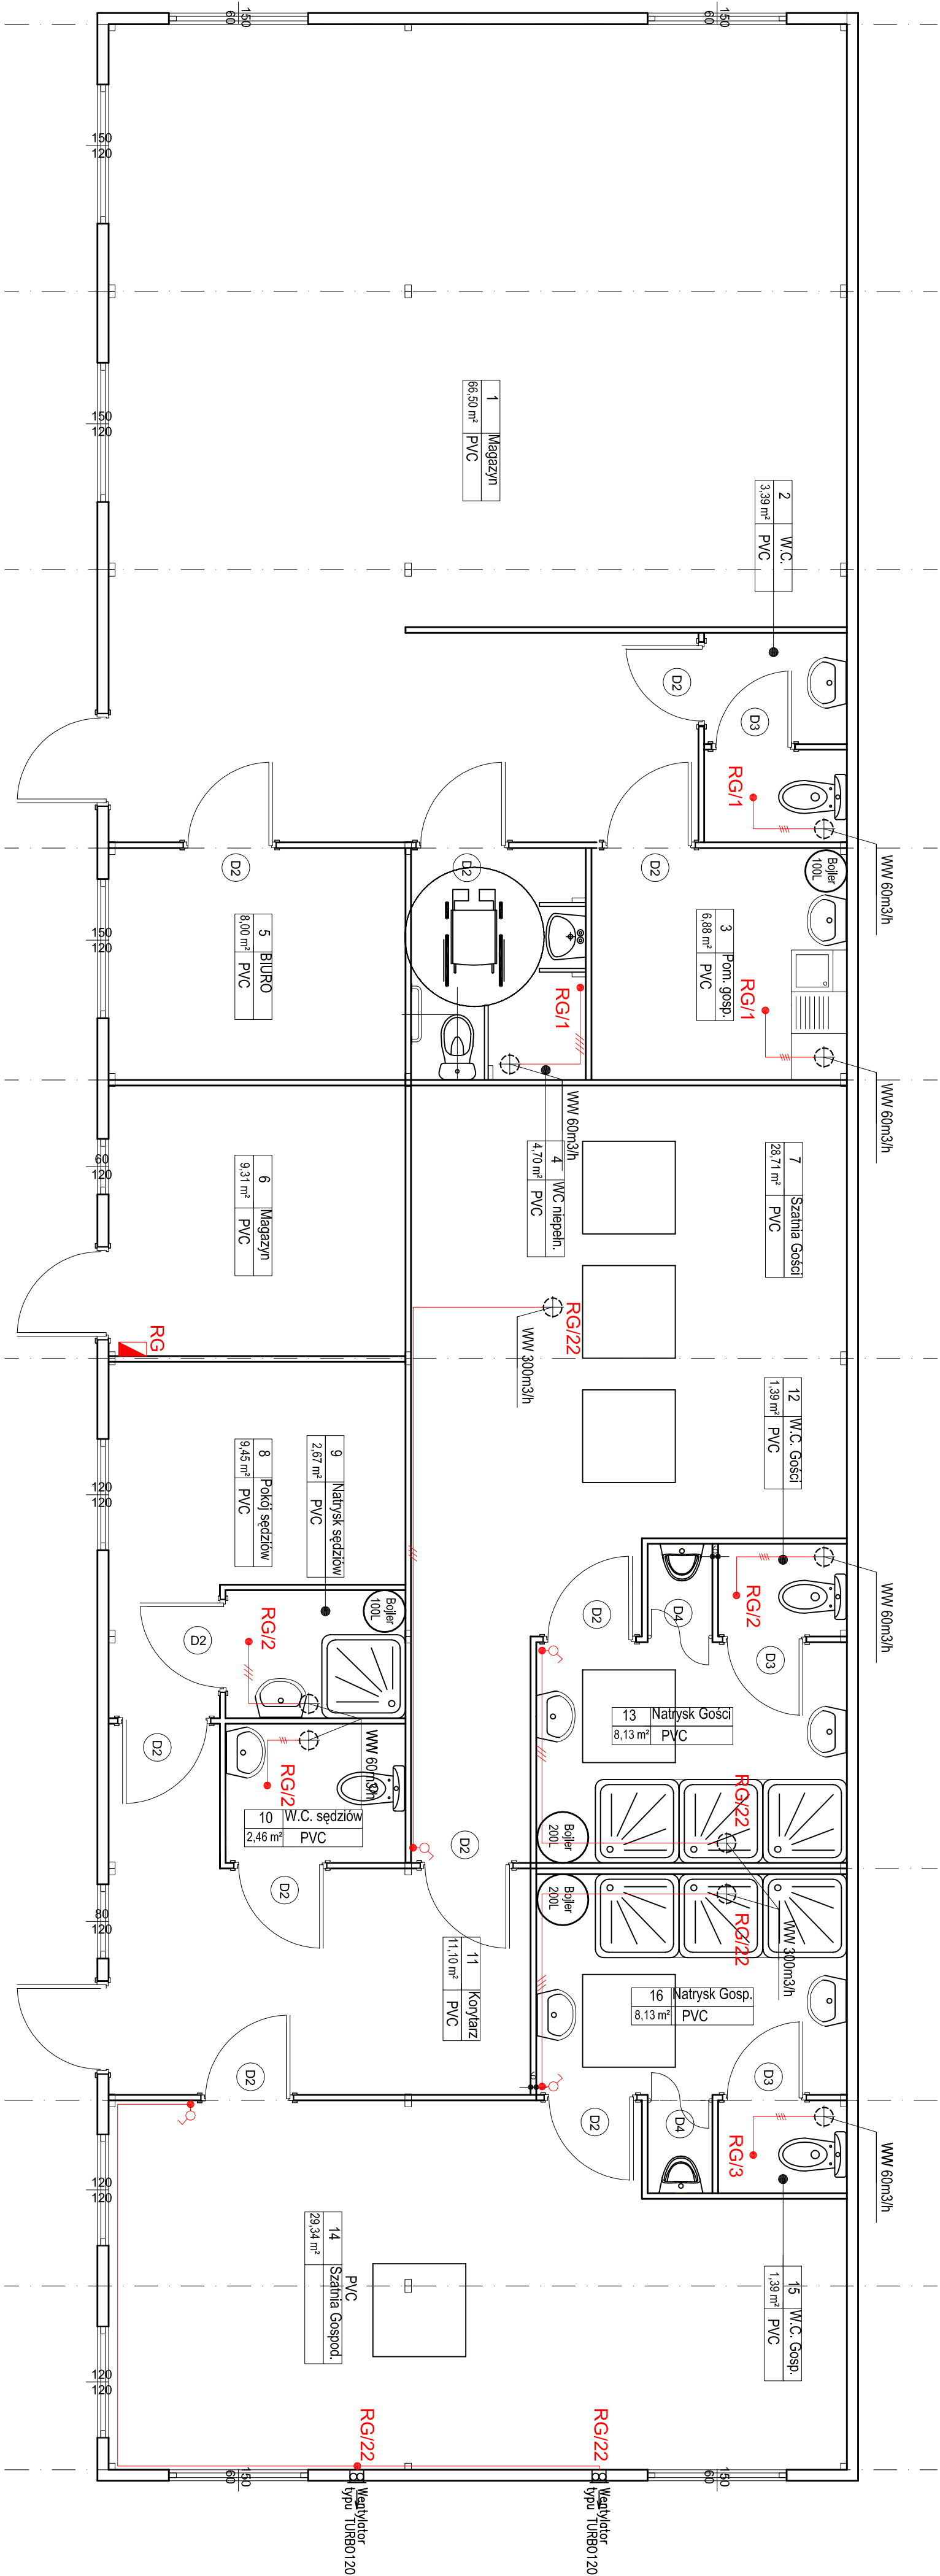 150
60
150
60
150
120
1
Magazyn
66,50 m²
PVC
150
120
2
W.C.
3,39 m²
PVC
D2
D3
RG/1
WW 60m3/h
D2
D2
D2
Bojler
100L
5
BIURO
8,00 m²
PVC
150
120
3
Pom. gosp.
6,88 m²
PVC
RG/1
RG/1
WW 60m3/h
WW 60m3/h
4
WC niepełn.
4,70 m²
PVC
7
Szatnia Gości
28,71 m²
PVC
60
120
6
Magazyn
9,31 m²
PVC
RG
RG/22
WW 300m3/h
12
W.C. Gości
1,39 m²
PVC
120
120
8
Pokój sędziów
9,45 m²
PVC
9
Natrysk sędziów
2,67 m²
PVC
Bojler
100L
RG/2
WW 60m3/h
RG/2
D2
D4
D3
D2
D2
13
Natrysk Gości
8,13 m²
PVC
WW 60m3/h
RG/2
RG/22
10
W.C. sędziów
2,46 m²
PVC
D2
Bojler
200L
D2
80
120
Bojler
200L
RG/22
WW 300m3/h
11
Korytarz
11,10 m²
PVC
16
Natrysk Gosp.
8,13 m²
PVC
D2
D3
D2
D4
RG/3
WW 60m3/h
120
120
14
Szatnia Gospod.
29,34 m²
PVC
15
W.C. Gosp.
1,39 m²
PVC
120
120
RG/22
RG/22
150
60
150
60
Wentylator
typu TURBO120
Wentylator
typu TURBO120